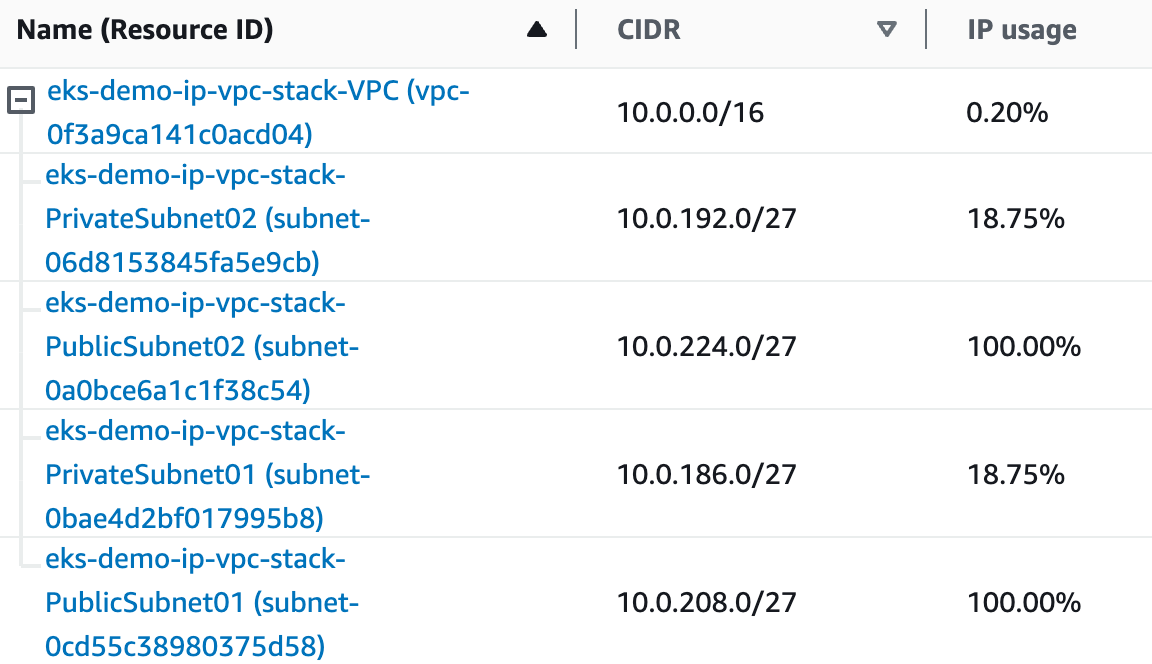 Name (Resource ID) CIDR IP usage
eks-demo-ip-vpc-stack-VPC (vpc-
0f3a9ca141c0acd04) 10.0.0.0/16 0.20%
eks-demo-ip-vpc-stack-
PrivateSubnet02 (subnet- 10.0.192.0/27 18.75%
06d8153845fa5e9cb)
eks-demo-ip-vpc-stack-
PublicSubnet02 (subnet- 10.0.224.0/27 100.00%
0a0bce6a1c1f38c54)
eks-demo-ip-vpc-stack-
PrivateSubnet01 (subnet- 10.0.186.0/27 18.75%
0bae4d2bf017995b8)
eks-demo-ip-vpc-stack-
PublicSubnet01 (subnet- 10.0.208.0/27 100.00%
0cd55c38980375d58)